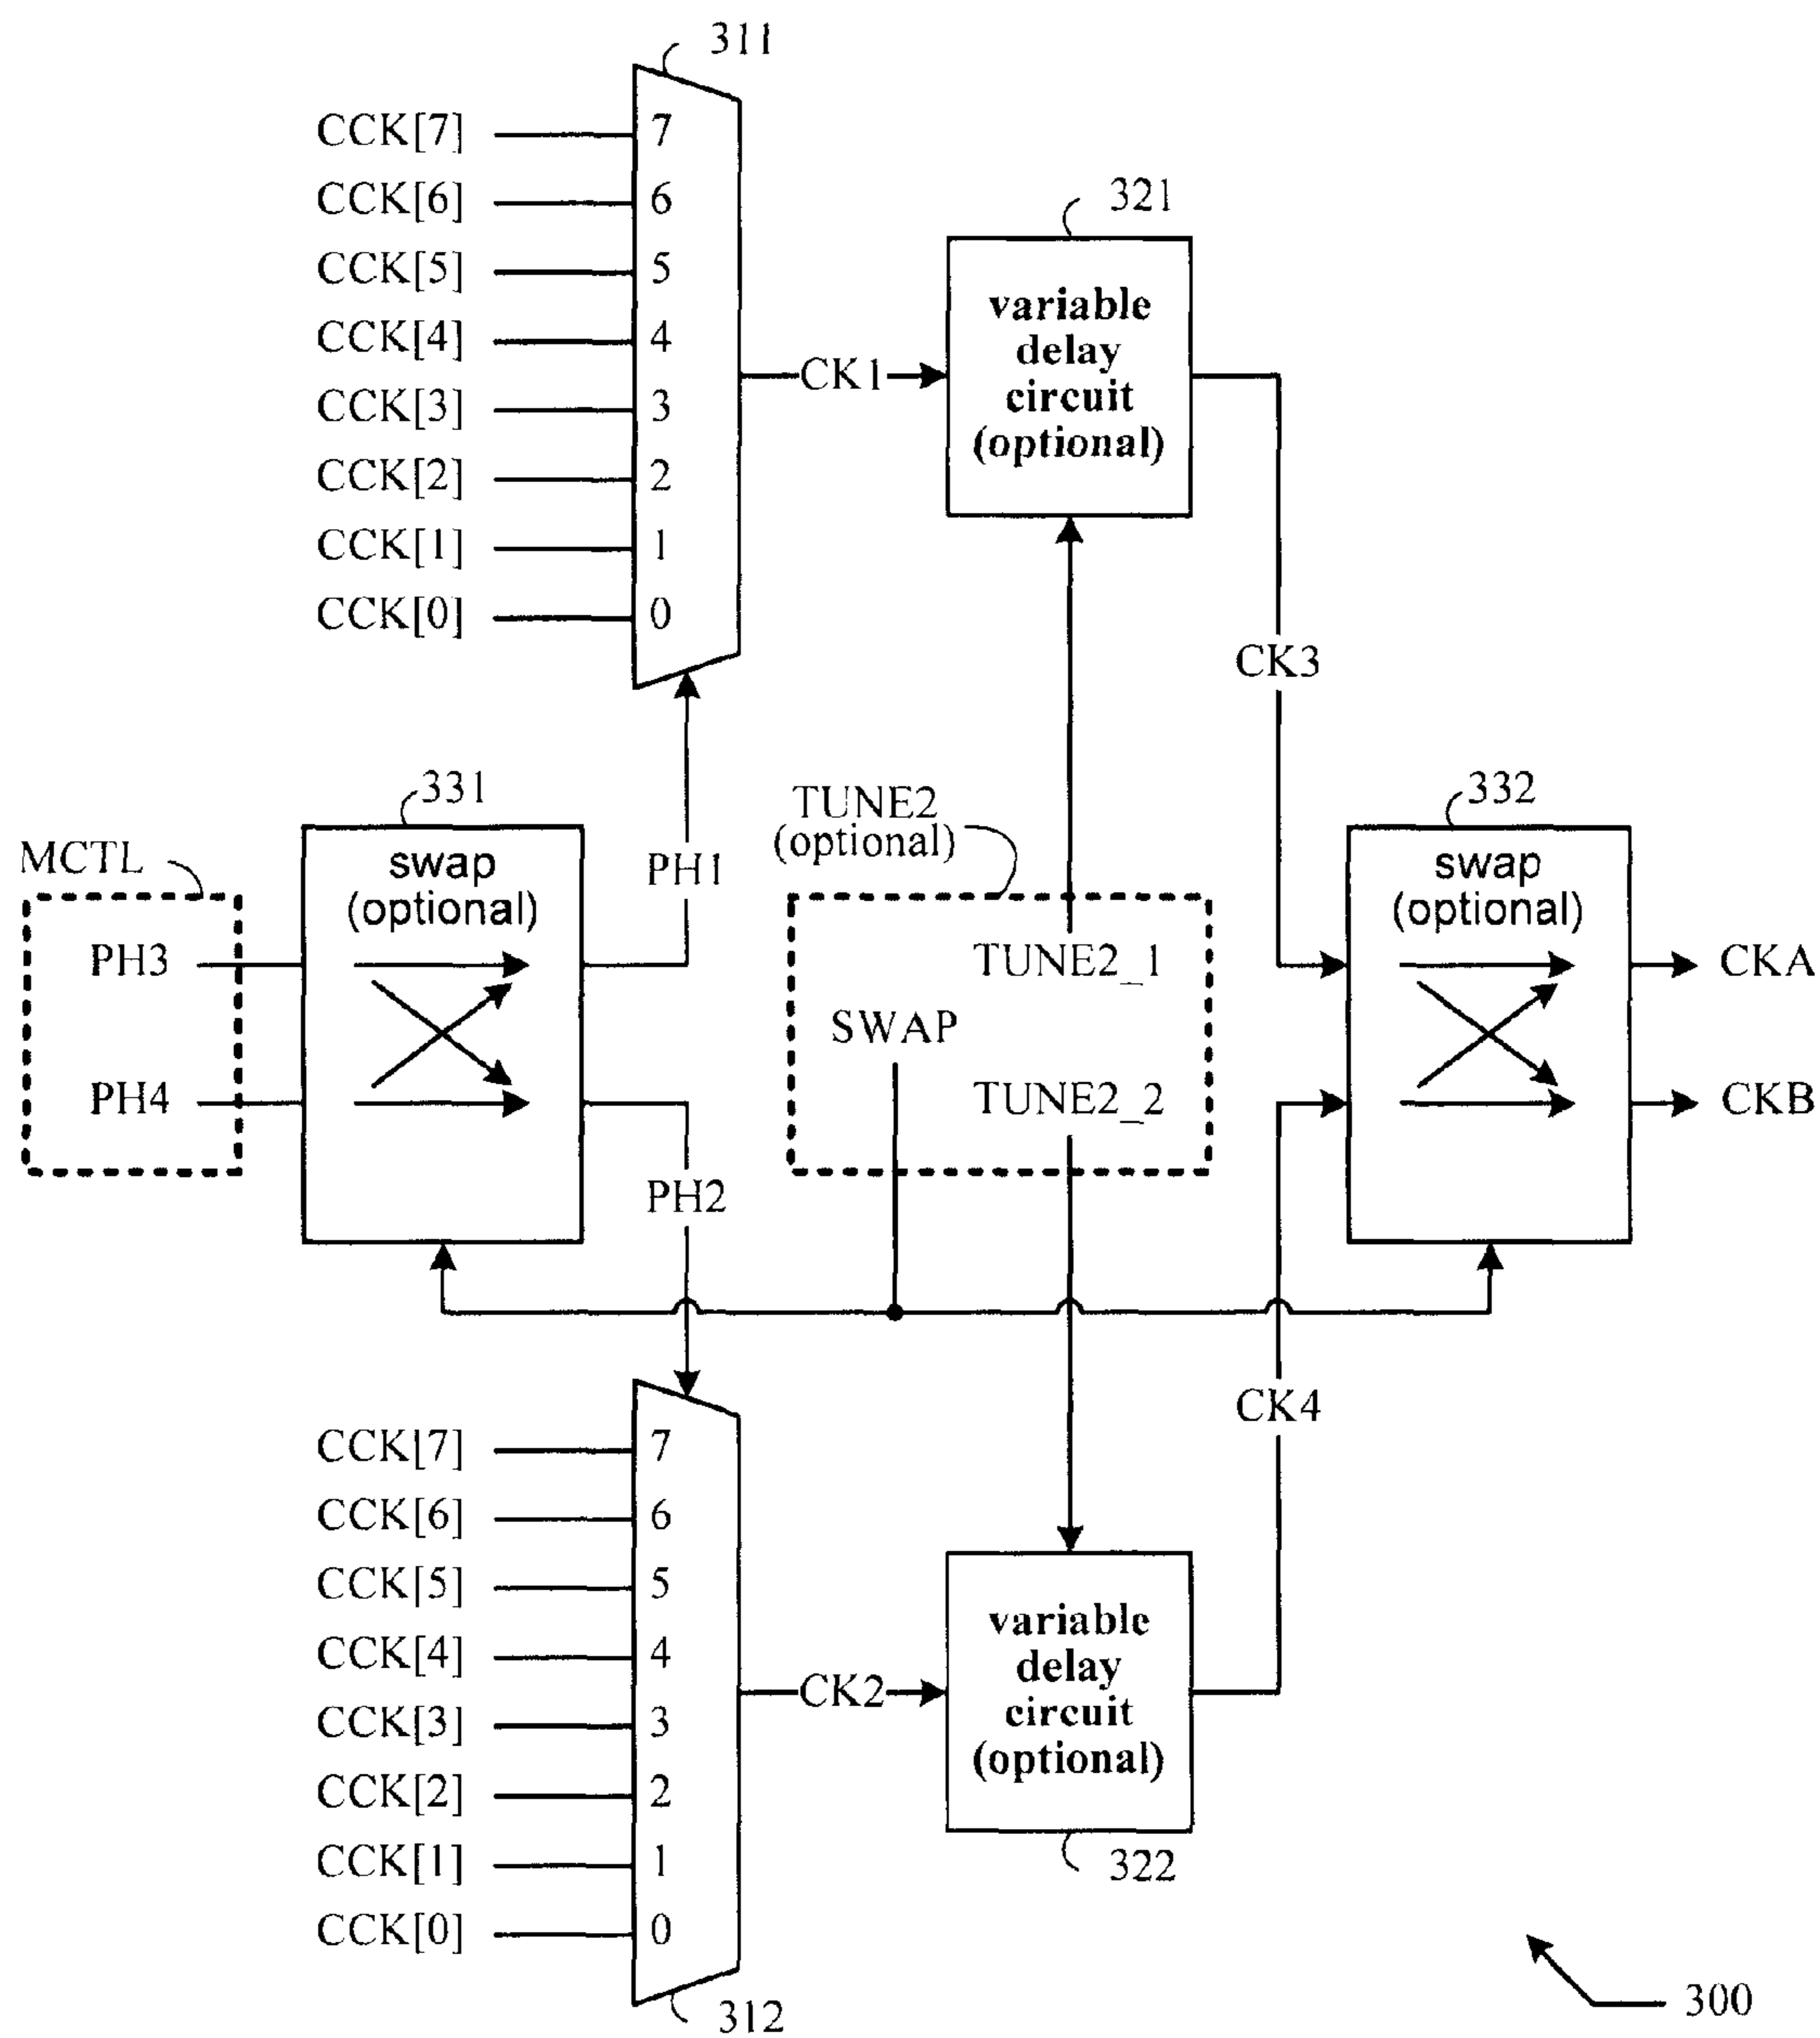 311
CCK[7] 7
CCK[6] 6
CCK[5] 5
CCK[4] 4
CCK[3] 3
CCK[2] 2
CCK[1] 1
CCK[0] 0
CK1
321
variable
delay
circuit
(optional)
CK3
MCTL
PH3
PH4
331
swap
(optional)
PH1
PH2
TUNE2
(optional)
TUNE2_1
SWAP
TUNE2_2
332
swap
(optional)
CKA
CKB
CK4
CCK[7] 7
CCK[6] 6
CCK[5] 5
CCK[4] 4
CCK[3] 3
CCK[2] 2
CCK[1] 1
CCK[0] 0
312
CK2
variable
delay
circuit
(optional)
322
300